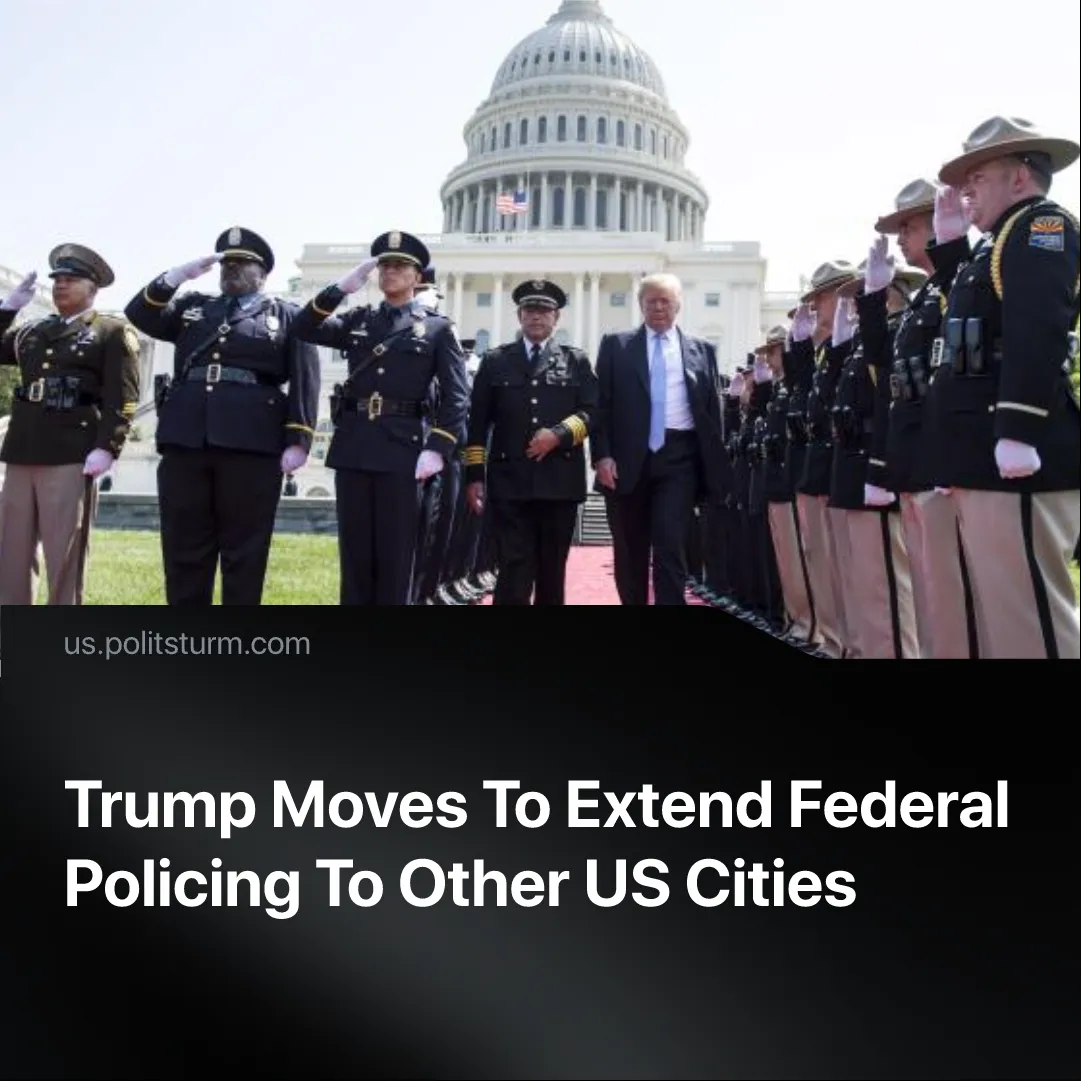 us.politsturm.com
Trump Moves To Extend Federal
Policing To Other US Cities